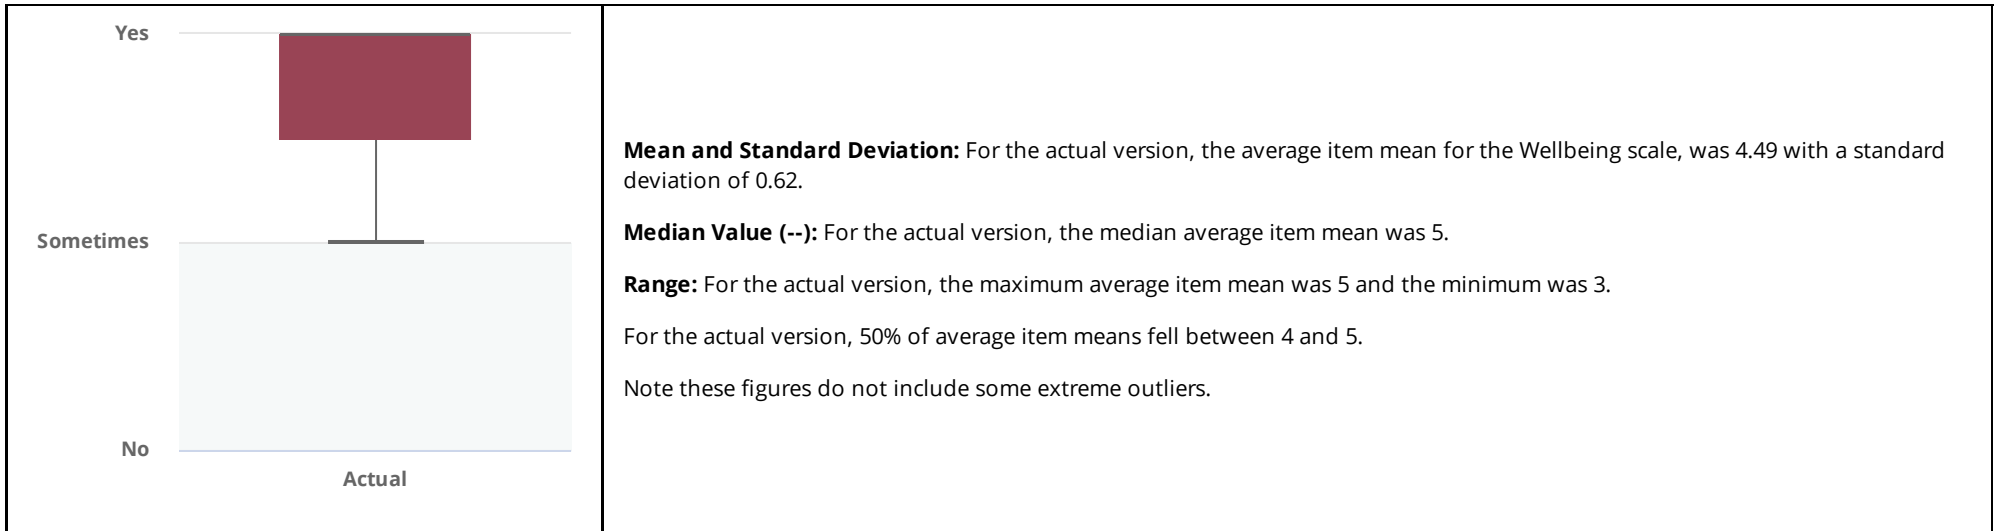 Yes
Sometimes
No
Actual
Mean and Standard Deviation: For the actual version, the average item mean for the Wellbeing scale, was 4.49 with a standard
deviation of 0.62.
Median Value (--): For the actual version, the median average item mean was 5.
Range: For the actual version, the maximum average item mean was 5 and the minimum was 3.
For the actual version, 50% of average item means fell between 4 and 5.
Note these figures do not include some extreme outliers.